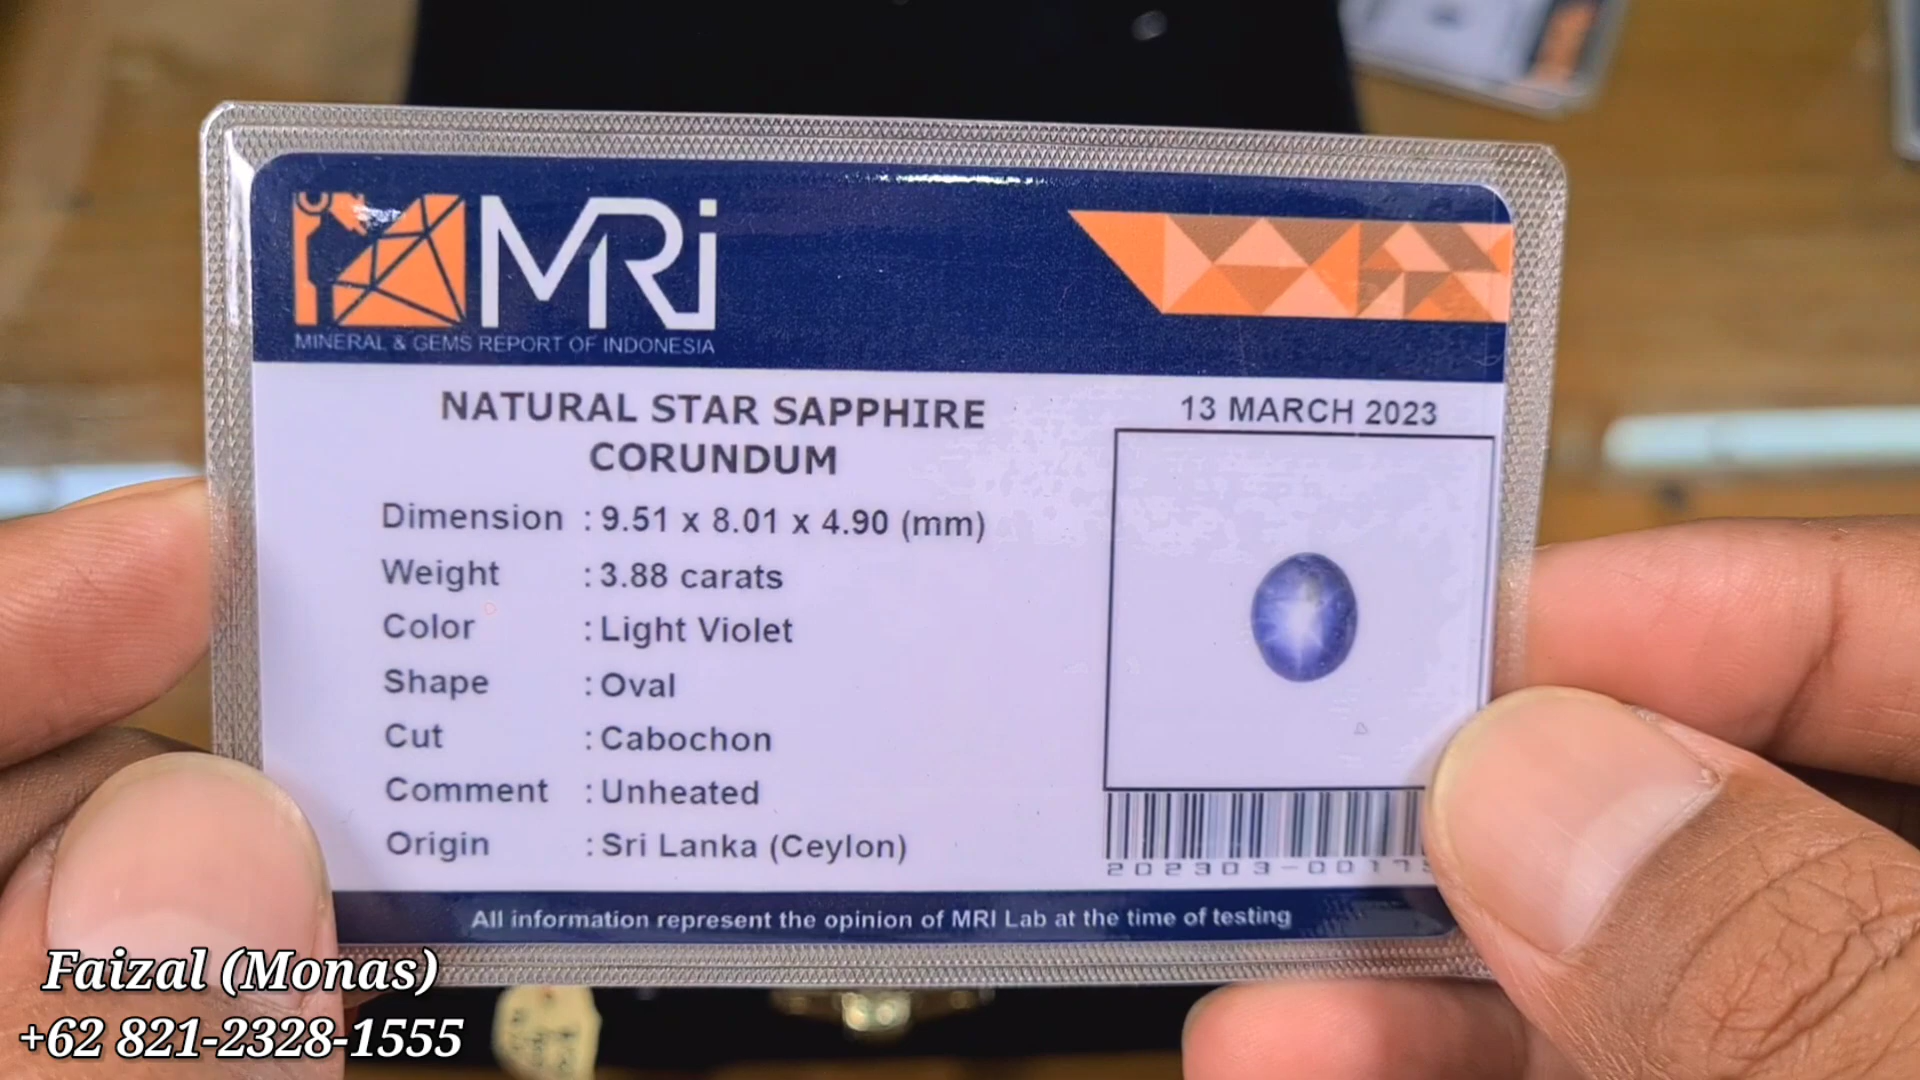 MRi
MINERAL & GEMS REPORT OF INDONESIA
NATURAL STAR SAPPHIRE
CORUNDUM
Dimension : 9.51 x 8.01 x 4.90 (mm)
Weight : 3.88 carats
Color : Light Violet
Shape : Oval
Cut : Cabochon
Comment : Unheated
Origin : Sri Lanka (Ceylon)
13 MARCH 2023
202303-0017
All information represent the opinion of MRI Lab at the time of testing
Faizal (Monas)
+62 821-2328-1555